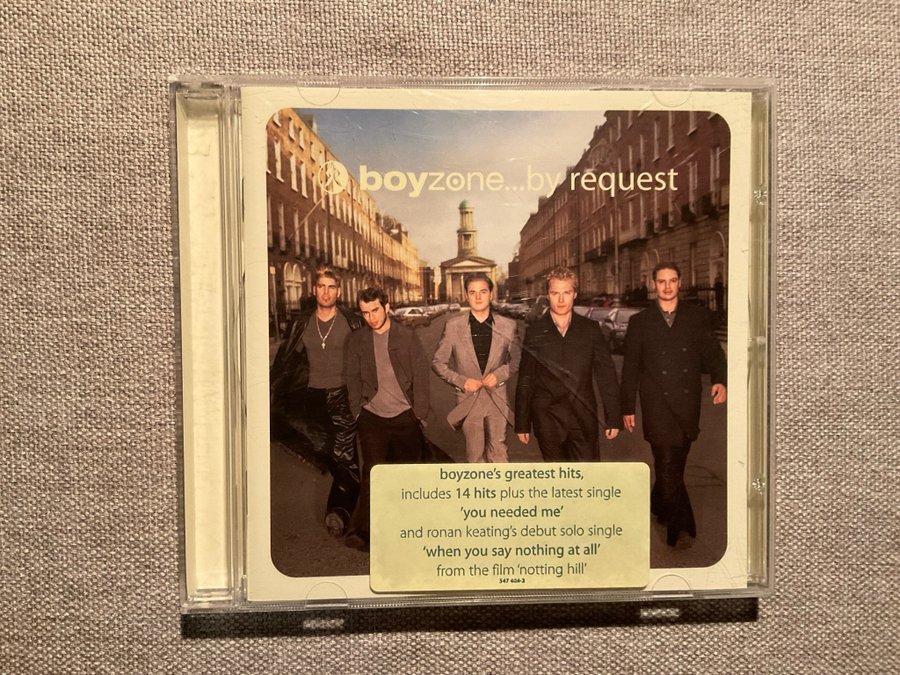 boyzone...by request
boyzone's greatest hits,
includes 14 hits plus the latest single
'you needed me'
and ronan keating's debut solo single
'when you say nothing at all'
from the film 'notting hill'
547 404-2